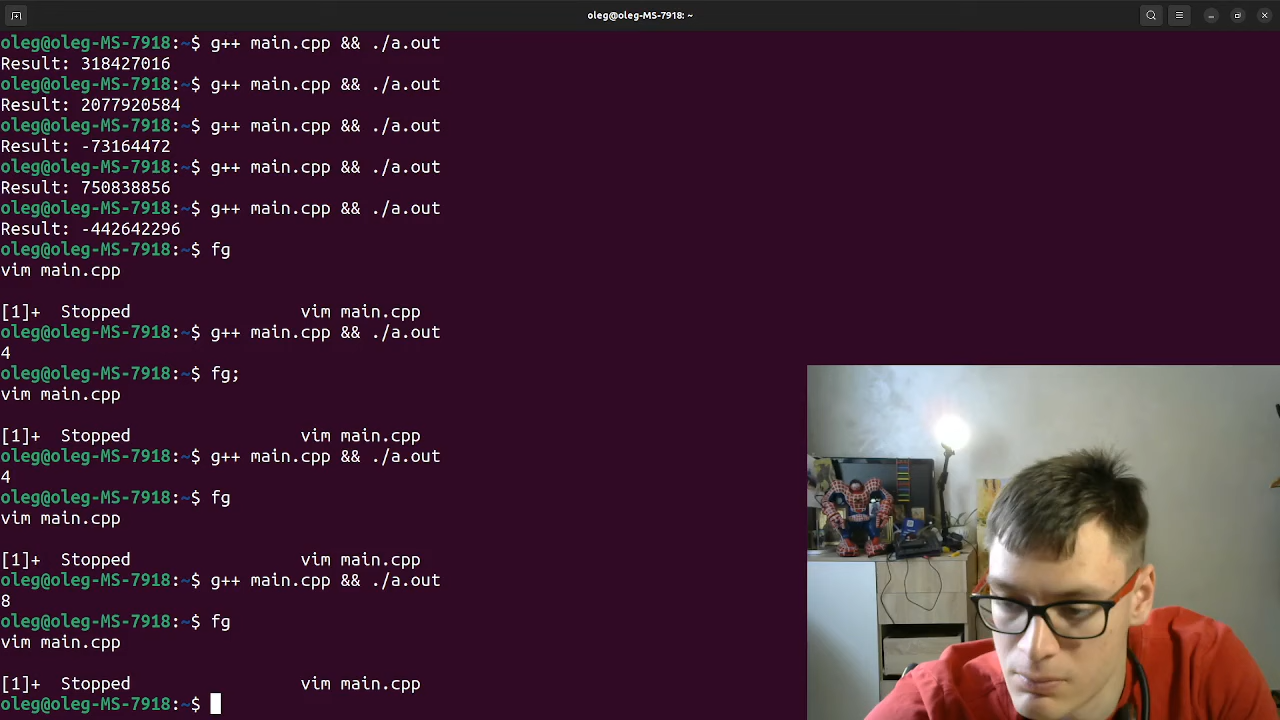 oleg@oleg-MS-7918: ~
oleg@oleg-MS-7918:~$ g++ main.cpp && ./a.out
Result: 318427016
oleg@oleg-MS-7918:~$ g++ main.cpp && ./a.out
Result: 2077920584
oleg@oleg-MS-7918:~$ g++ main.cpp && ./a.out
Result: -73164472
oleg@oleg-MS-7918:~$ g++ main.cpp && ./a.out
Result: 750838856
oleg@oleg-MS-7918:~$ g++ main.cpp && ./a.out
Result: -442642296
oleg@oleg-MS-7918:~$ fg
vim main.cpp
[1]+  Stopped                 vim main.cpp
oleg@oleg-MS-7918:~$ g++ main.cpp && ./a.out
4
oleg@oleg-MS-7918:~$ fg;
vim main.cpp
[1]+  Stopped                 vim main.cpp
oleg@oleg-MS-7918:~$ g++ main.cpp && ./a.out
4
oleg@oleg-MS-7918:~$ fg
vim main.cpp
[1]+  Stopped                 vim main.cpp
oleg@oleg-MS-7918:~$ g++ main.cpp && ./a.out
8
oleg@oleg-MS-7918:~$ fg
vim main.cpp
[1]+  Stopped                 vim main.cpp
oleg@oleg-MS-7918:~$